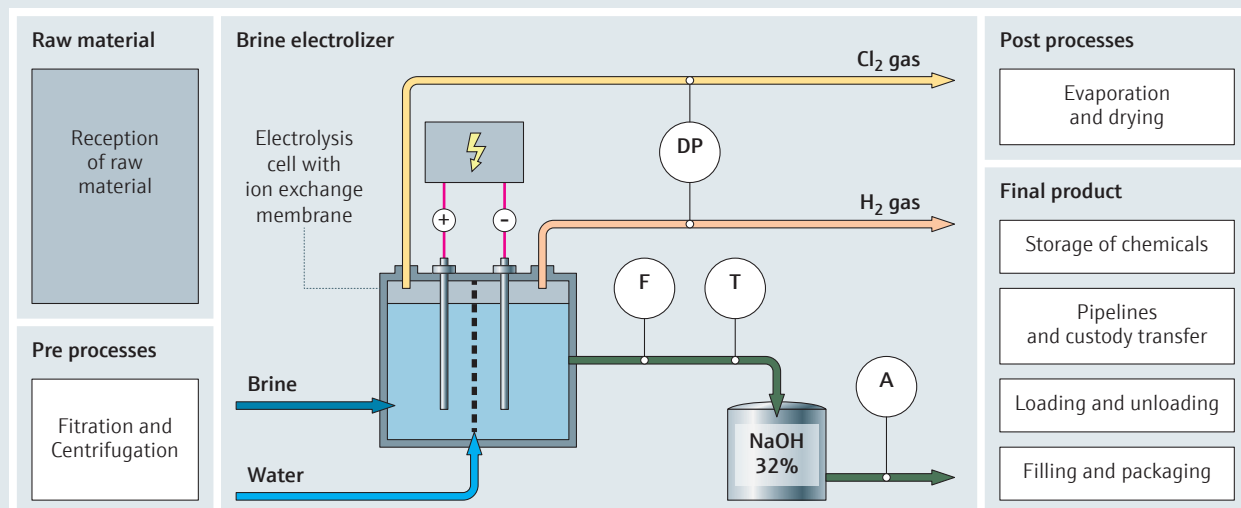 Raw material
Reception
of raw
material
Pre processes
Fitration and
Centrifugation
Brine electrolizer
Cl₂ gas
Electrolysis
cell with
ion exchange
membrane
DP
+
-
H₂ gas
F
T
Brine
A
NaOH
32%
Water
Post processes
Evaporation
and drying
Final product
Storage of chemicals
Pipelines
and custody transfer
Loading and unloading
Filling and packaging